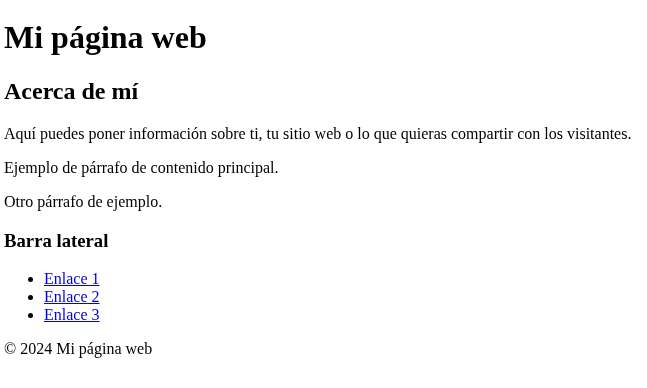 Mi página web
Acerca de mí
Aquí puedes poner información sobre ti, tu sitio web o lo que quieras compartir con los visitantes.
Ejemplo de párrafo de contenido principal.
Otro párrafo de ejemplo.
Barra lateral
Enlace 1
Enlace 2
Enlace 3
© 2024 Mi página web